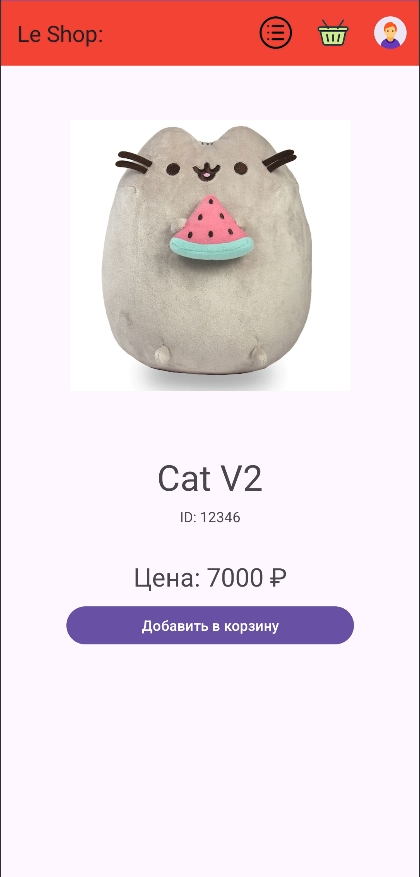 Le Shop:
Cat V2
ID: 12346
Цена: 7000 ₽
Добавить в корзину